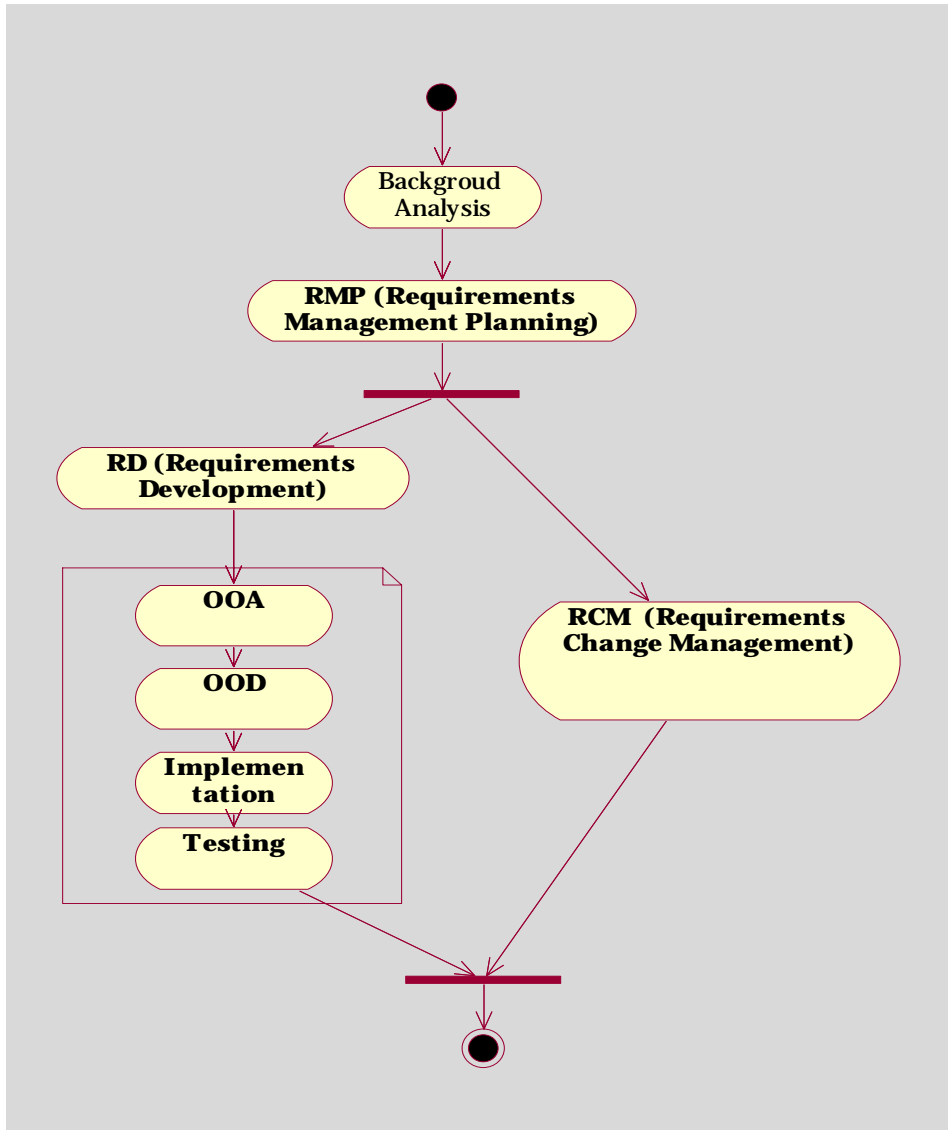 Backgroud
Analysis
RMP (Requirements
Management Planning)
RD (Requirements
Development)
OOA
OOD
Implemen
tation
Testing
RCM (Requirements
Change Management)